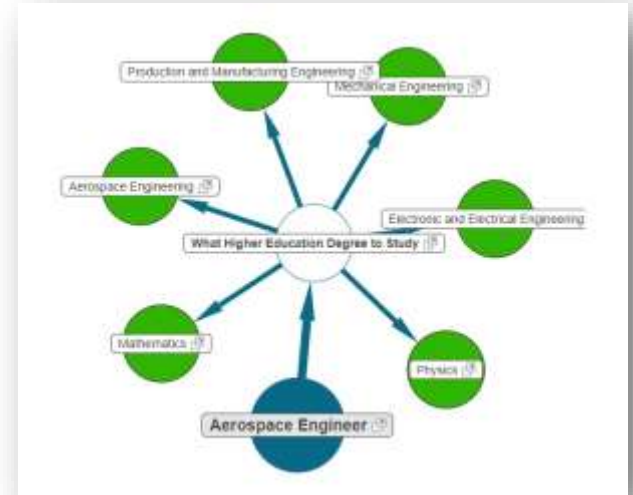 Production and Manufacturing Engineering
Mechanical Engineering
Aerospace Engineering
Electronic and Electrical Engineering
What Higher Education Degree to Study
Mathematics
Physics
Aerospace Engineer